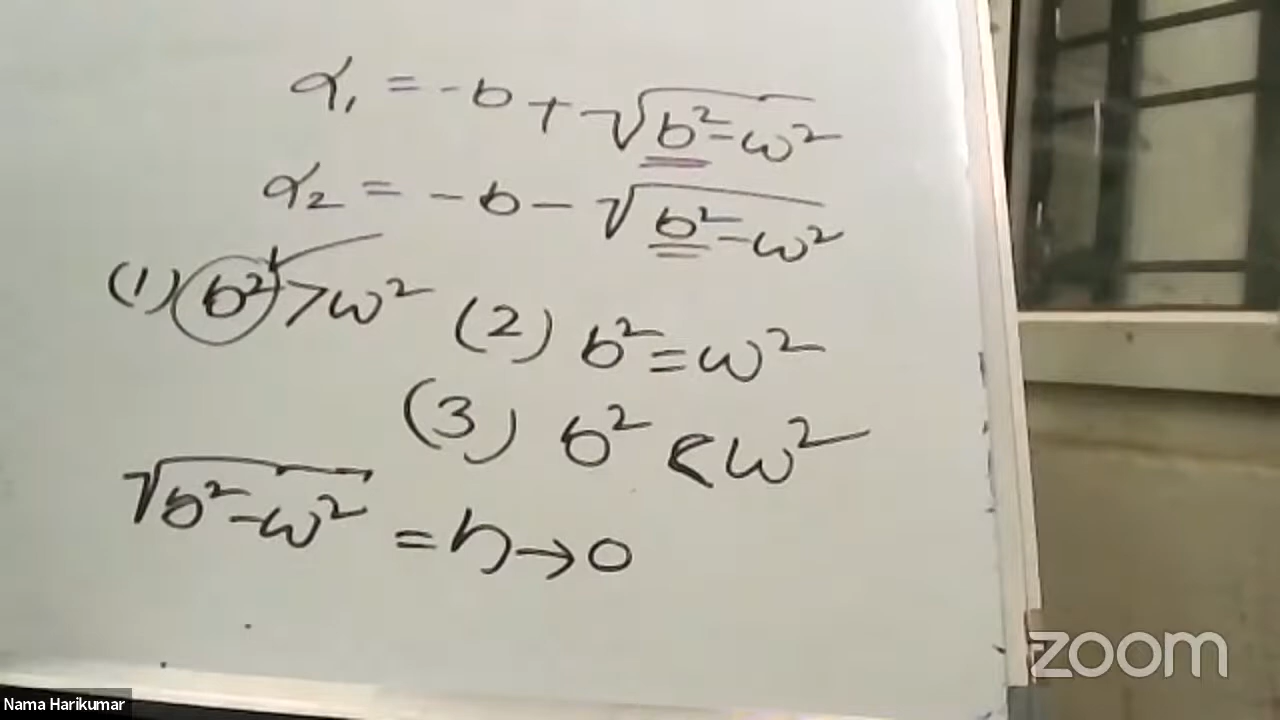 α₁ = -b + √b²-ω²
α₂ = -b - √b²-ω²
(1) b² > ω² (2) b² = ω²
(3) b² < ω²
√b²-ω² = h → 0
zoom
Nama Harikumar